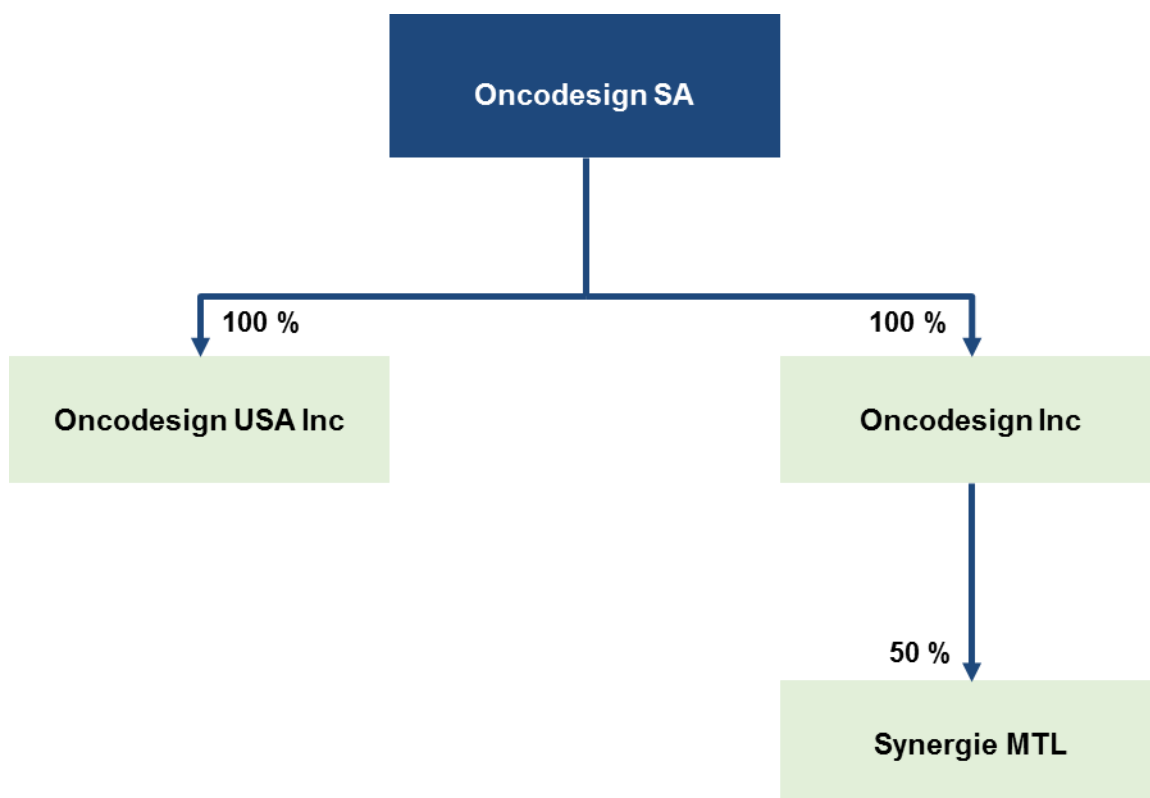 Oncodesign SA
100 %
100 %
Oncodesign USA Inc
Oncodesign Inc
50 %
Synergie MTL